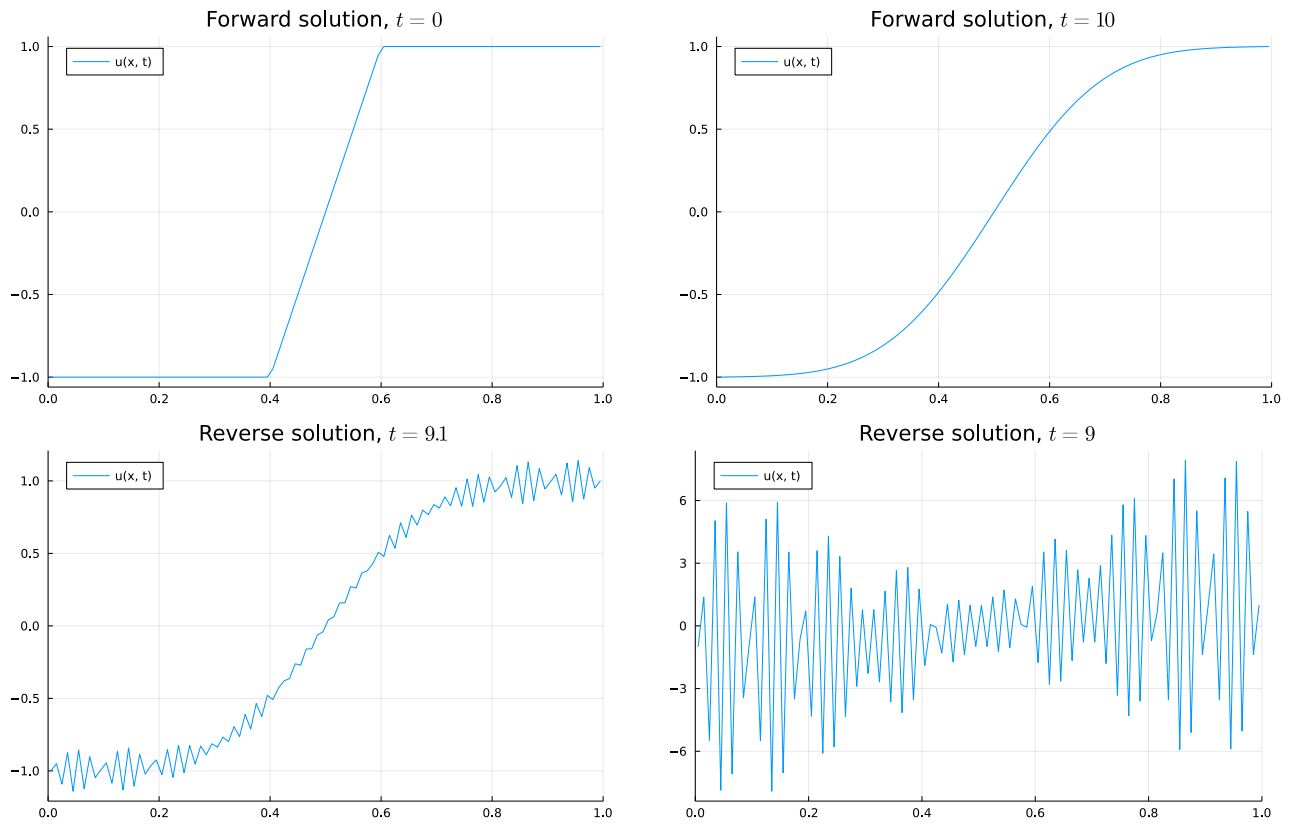 Forward solution, t = 0
u(x, t)
1.0
0.5
0.0
−0.5
−1.0
0.0 0.2 0.4 0.6 0.8 1.0
Forward solution, t = 10
u(x, t)
1.0
0.5
0.0
−0.5
−1.0
0.0 0.2 0.4 0.6 0.8 1.0
Reverse solution, t = 9.1
u(x, t)
1.0
0.5
0.0
−0.5
−1.0
0.0 0.2 0.4 0.6 0.8 1.0
Reverse solution, t = 9
u(x, t)
6
3
0
−3
−6
0.0 0.2 0.4 0.6 0.8 1.0